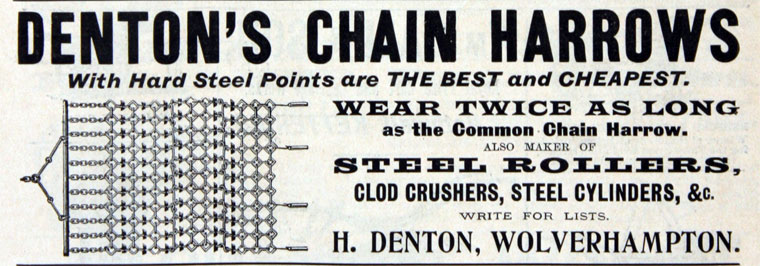 DENTON'S CHAIN HARROWS
With Hard Steel Points are THE BEST and CHEAPEST.
WEAR TWICE AS LONG
as the Common Chain Harrow.
ALSO MAKER OF
STEEL ROLLERS,
CLOD CRUSHERS, STEEL CYLINDERS, &c.
WRITE FOR LISTS.
H. DENTON, WOLVERHAMPTON.